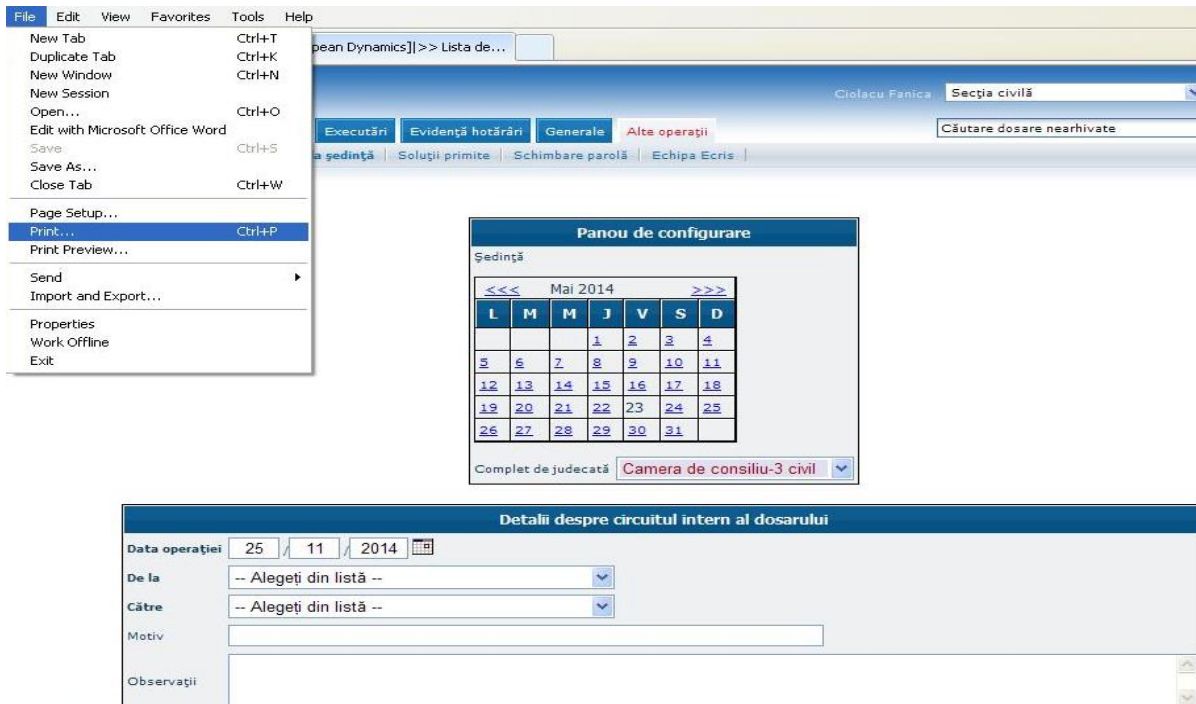 File Edit View Favorites Tools Help
New Tab Ctrl+T
Duplicate Tab Ctrl+K
New Window Ctrl+N
New Session
Open... Ctrl+O
Edit with Microsoft Office Word
Save Ctrl+S
Save As...
Close Tab Ctrl+W
Page Setup...
Print... Ctrl+P
Print Preview...
Send
Import and Export...
Properties
Work Offline
Exit
pean Dynamics]|>> Lista de...
Ciolacu Fanica Secția civilă
Executări Evidență hotărâri Generale Alte operații Căutare dosare nearhivate
a ședință | Soluții primite | Schimbare parolă | Echipa Ecris |
Panou de configurare
Ședință
<<< Mai 2014 >>>
L M M J V S D
1 2 3 4
5 6 7 8 9 10 11
12 13 14 15 16 17 18
19 20 21 22 23 24 25
26 27 28 29 30 31
Complet de judecată Camera de consiliu-3 civil
Detalii despre circuitul intern al dosarului
Data operației 25 / 11 / 2014
De la -- Alegeți din listă --
Către -- Alegeți din listă --
Motiv
Observații